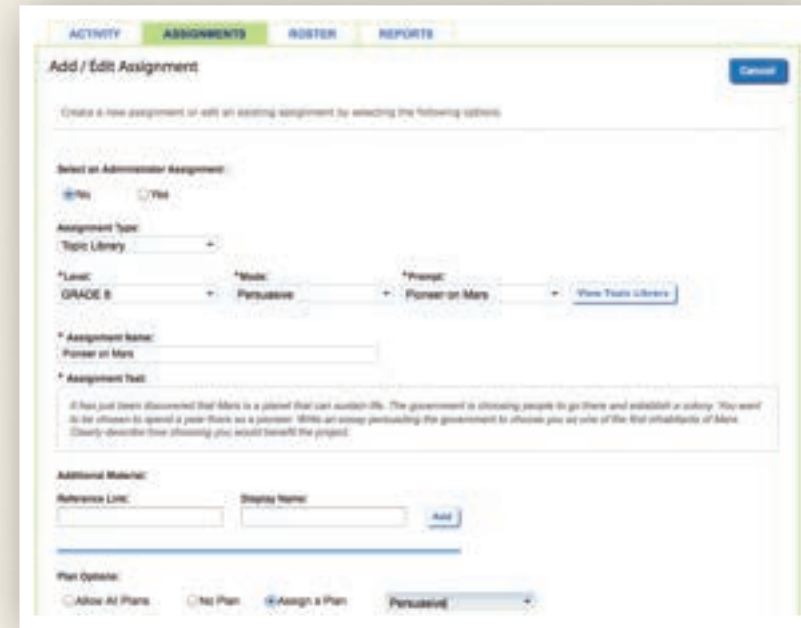 ACTIVITY ASSIGNMENTS ROSTER REPORTS
Add / Edit Assignment
Cancel
Create a new assignment or edit an existing assignment by selecting the following options.
Select an Administrator Assignment:
No Yes
Assignment Type:
Topic Library
*Level: *Mode: *Prompt:
GRADE 8 Persuasive Pioneer on Mars View Topic Library
* Assignment Name:
Pioneer on Mars
* Assignment Text:
It has just been discovered that Mars is a planet that can sustain life. The government is choosing people to go there and establish a colony. You want
to be chosen to spend a year there as a pioneer. Write an essay persuading the government to choose you as one of the first inhabitants of Mars.
Clearly describe how choosing you would benefit the project.
Additional Material:
Reference Link: Display Name:
Add
Plan Options:
Allow All Plans No Plan Assign a Plan Persuasive